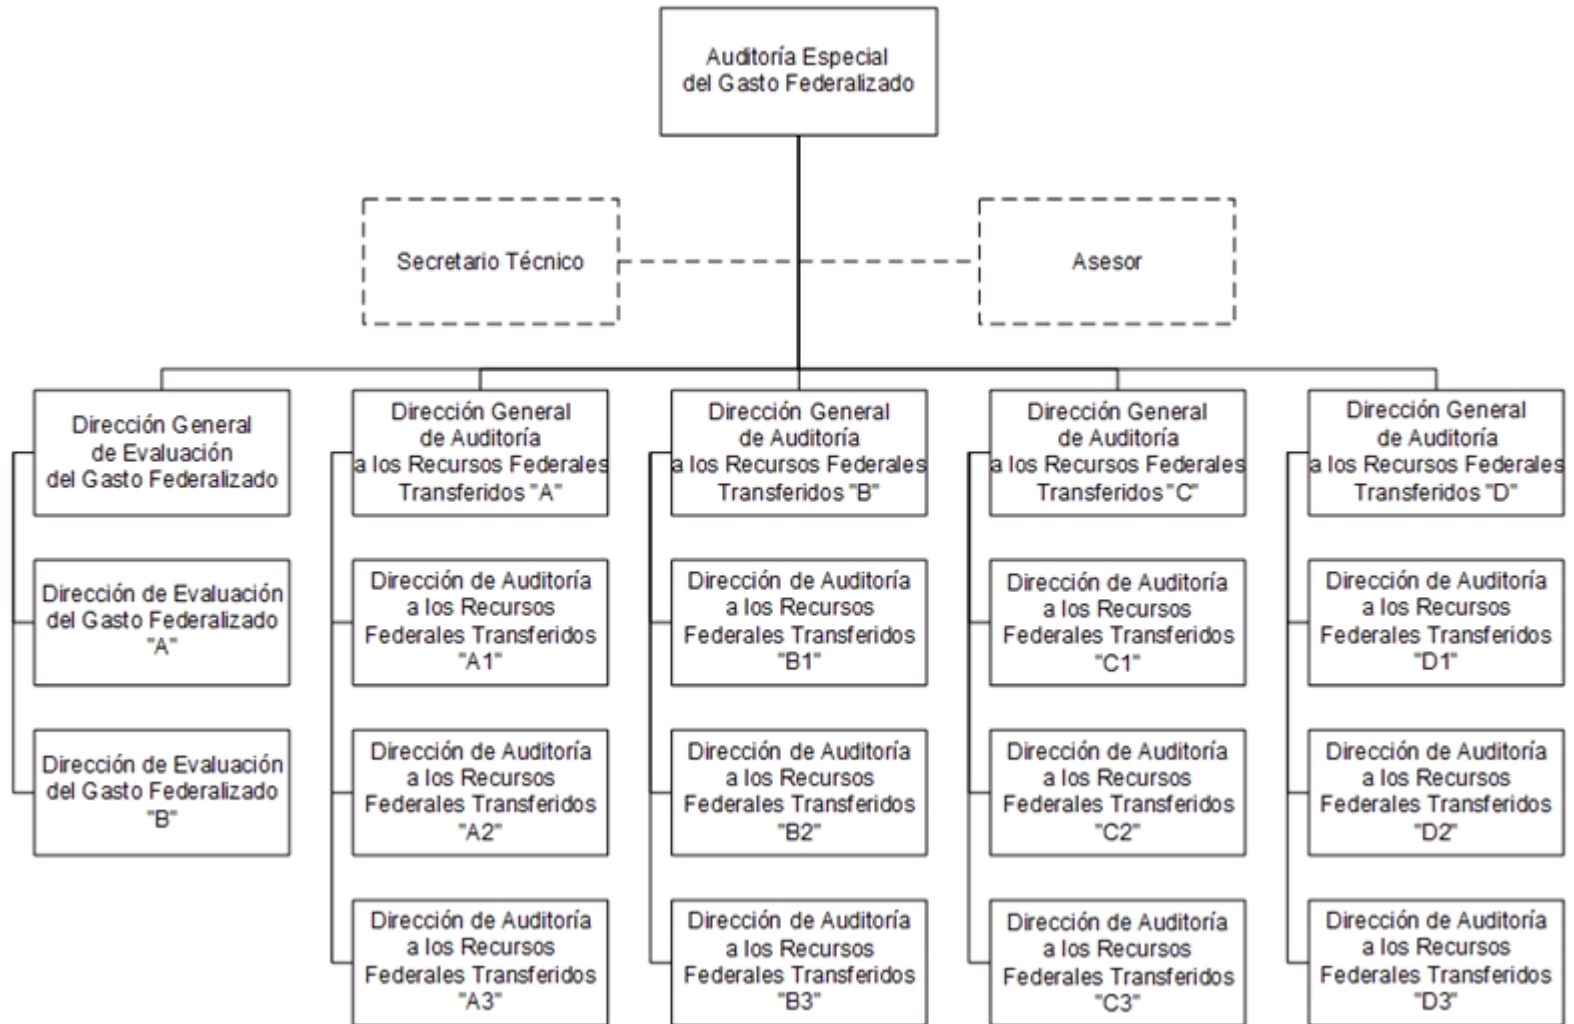 Auditoría Especial
del Gasto Federalizado
Secretario Técnico
Asesor
Dirección General
de Evaluación
del Gasto Federalizado
Dirección General
de Auditoría
a los Recursos Federales
Transferidos "A"
Dirección General
de Auditoría
a los Recursos Federales
Transferidos "B"
Dirección General
de Auditoría
a los Recursos Federales
Transferidos "C"
Dirección General
de Auditoría
a los Recursos Federales
Transferidos "D"
Dirección de Evaluación
del Gasto Federalizado
"A"
Dirección de Auditoría
a los Recursos
Federales Transferidos
"A1"
Dirección de Auditoría
a los Recursos
Federales Transferidos
"B1"
Dirección de Auditoría
a los Recursos
Federales Transferidos
"C1"
Dirección de Auditoría
a los Recursos
Federales Transferidos
"D1"
Dirección de Evaluación
del Gasto Federalizado
"B"
Dirección de Auditoría
a los Recursos
Federales Transferidos
"A2"
Dirección de Auditoría
a los Recursos
Federales Transferidos
"B2"
Dirección de Auditoría
a los Recursos
Federales Transferidos
"C2"
Dirección de Auditoría
a los Recursos
Federales Transferidos
"D2"
Dirección de Auditoría
a los Recursos
Federales Transferidos
"A3"
Dirección de Auditoría
a los Recursos
Federales Transferidos
"B3"
Dirección de Auditoría
a los Recursos
Federales Transferidos
"C3"
Dirección de Auditoría
a los Recursos
Federales Transferidos
"D3"